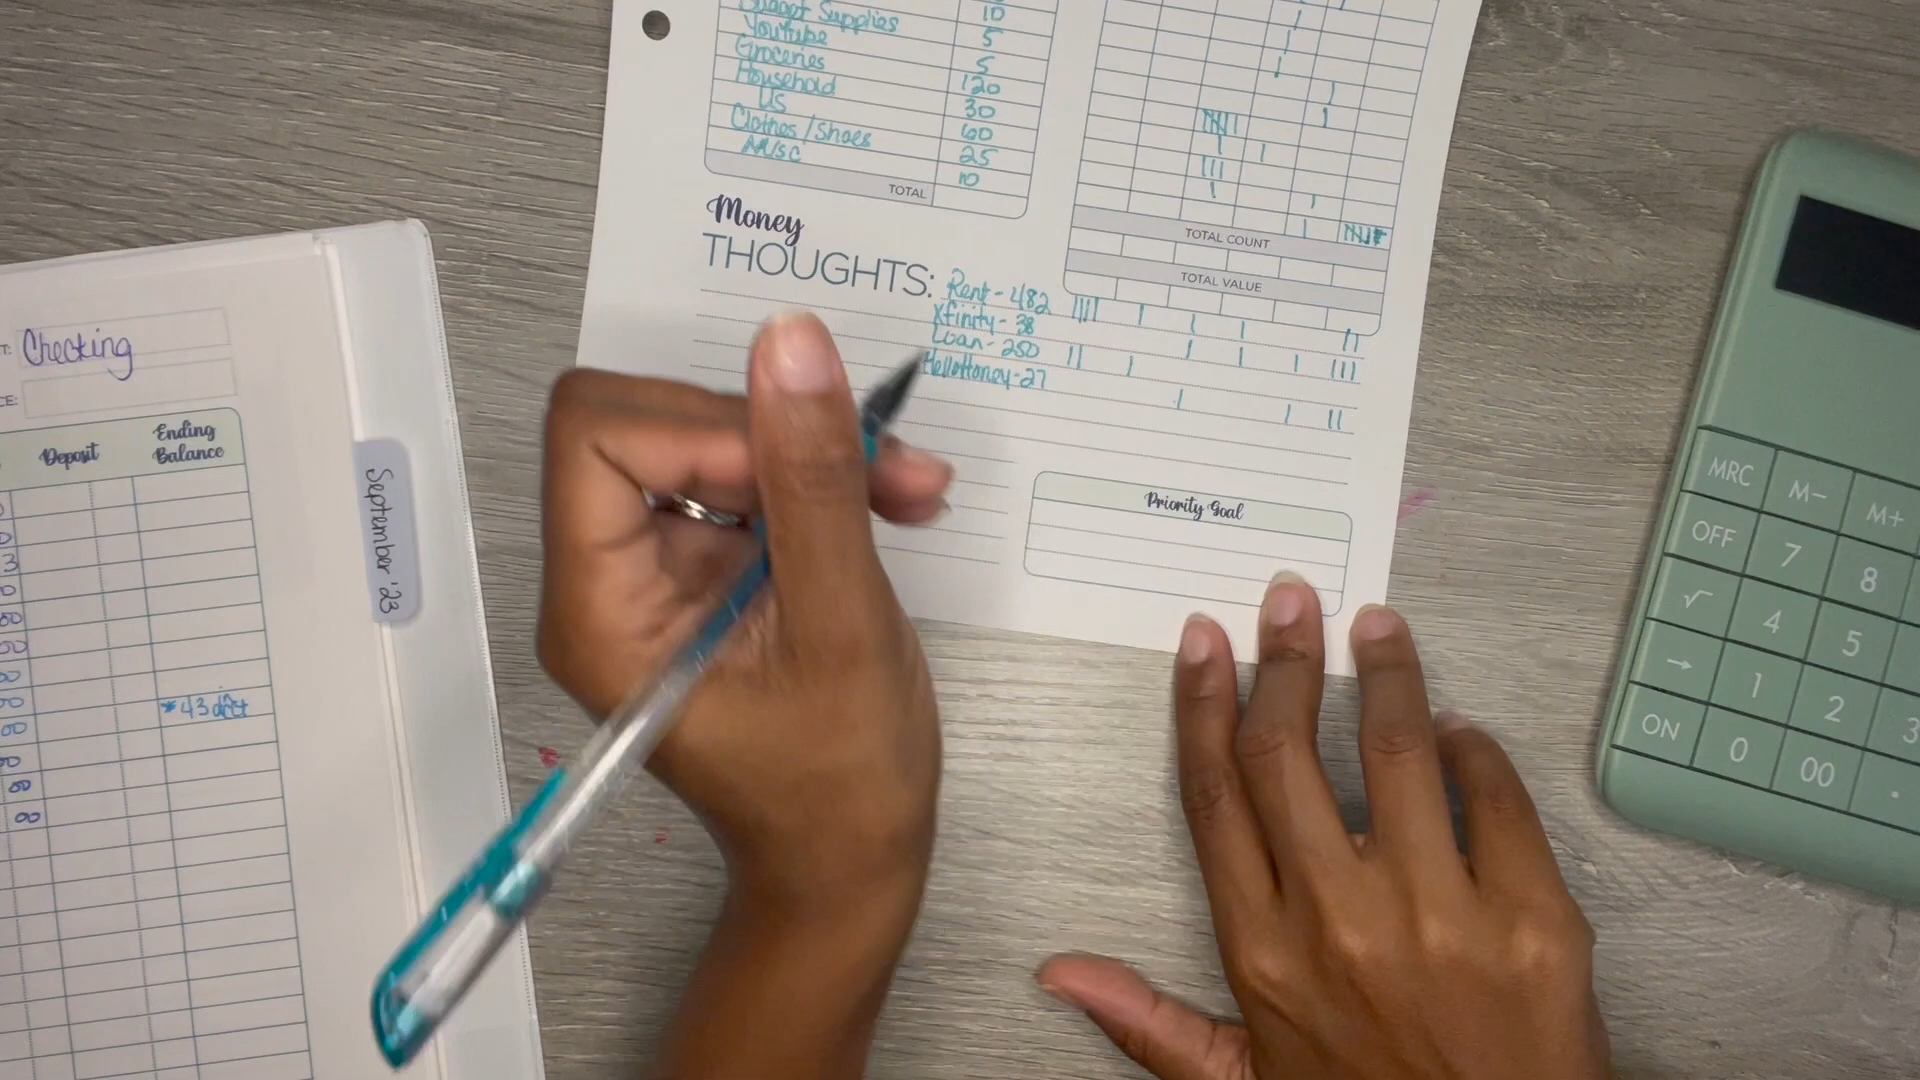 Budget Supplies 10
YouTube 5
Groceries 5
Household 120
US 30
Clothes/Shoes 60
Misc 25
10
TOTAL
TOTAL COUNT
TOTAL VALUE
Money
THOUGHTS:
Rent - 482
Xfinity - 38
Loan - 250
HelloHoney - 27
Priority Goal
Checking
Deposit
Ending
Balance
*43 diff
September '23
MRC M- M+
OFF 7 8
√ 4 5
→ 1 2 3
ON 0 00 .